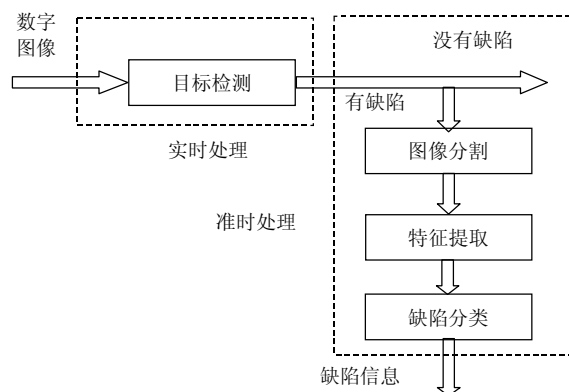 数字
图像
没有缺陷
目标检测
有缺陷
实时处理
图像分割
准时处理
特征提取
缺陷分类
缺陷信息